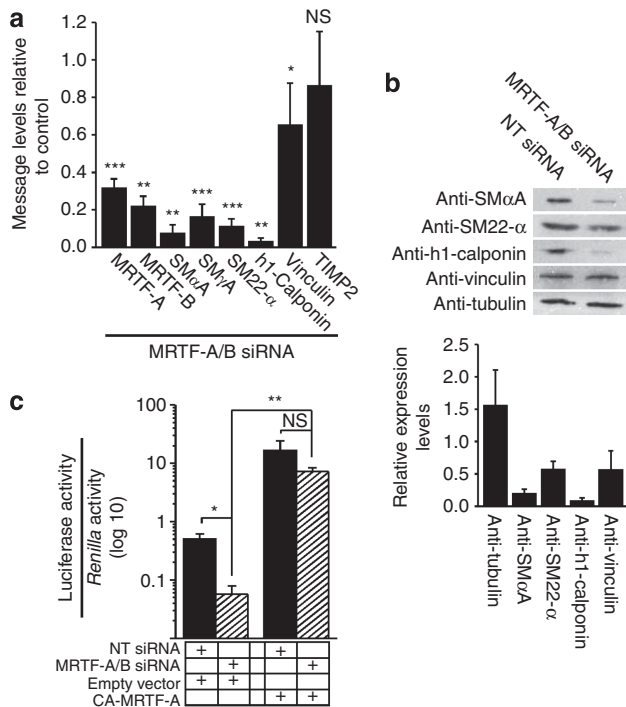 a
Message levels relative
to control
1.2
1.0
0.8
0.6
0.4
0.2
0.0
***
**
**
***
***
**
*
NS
MRTF-A
MRTF-B
SMαA
SMγA
SM22-α
h1-Calponin
Vinculin
TIMP2
MRTF-A/B siRNA
b
NT siRNA
MRTF-A/B siRNA
Anti-SMαA
Anti-SM22-α
Anti-h1-calponin
Anti-vinculin
Anti-tubulin
Relative expression
levels
2.5
2.0
1.5
1.0
0.5
0.0
Anti-tubulin
Anti-SMαA
Anti-SM22-α
Anti-h1-calponin
Anti-vinculin
c
Luciferase activity
Renilla activity
(log 10)
100
10
1
0.1
*
**
NS
NT siRNA + +
MRTF-A/B siRNA + +
Empty vector + +
CA-MRTF-A + +